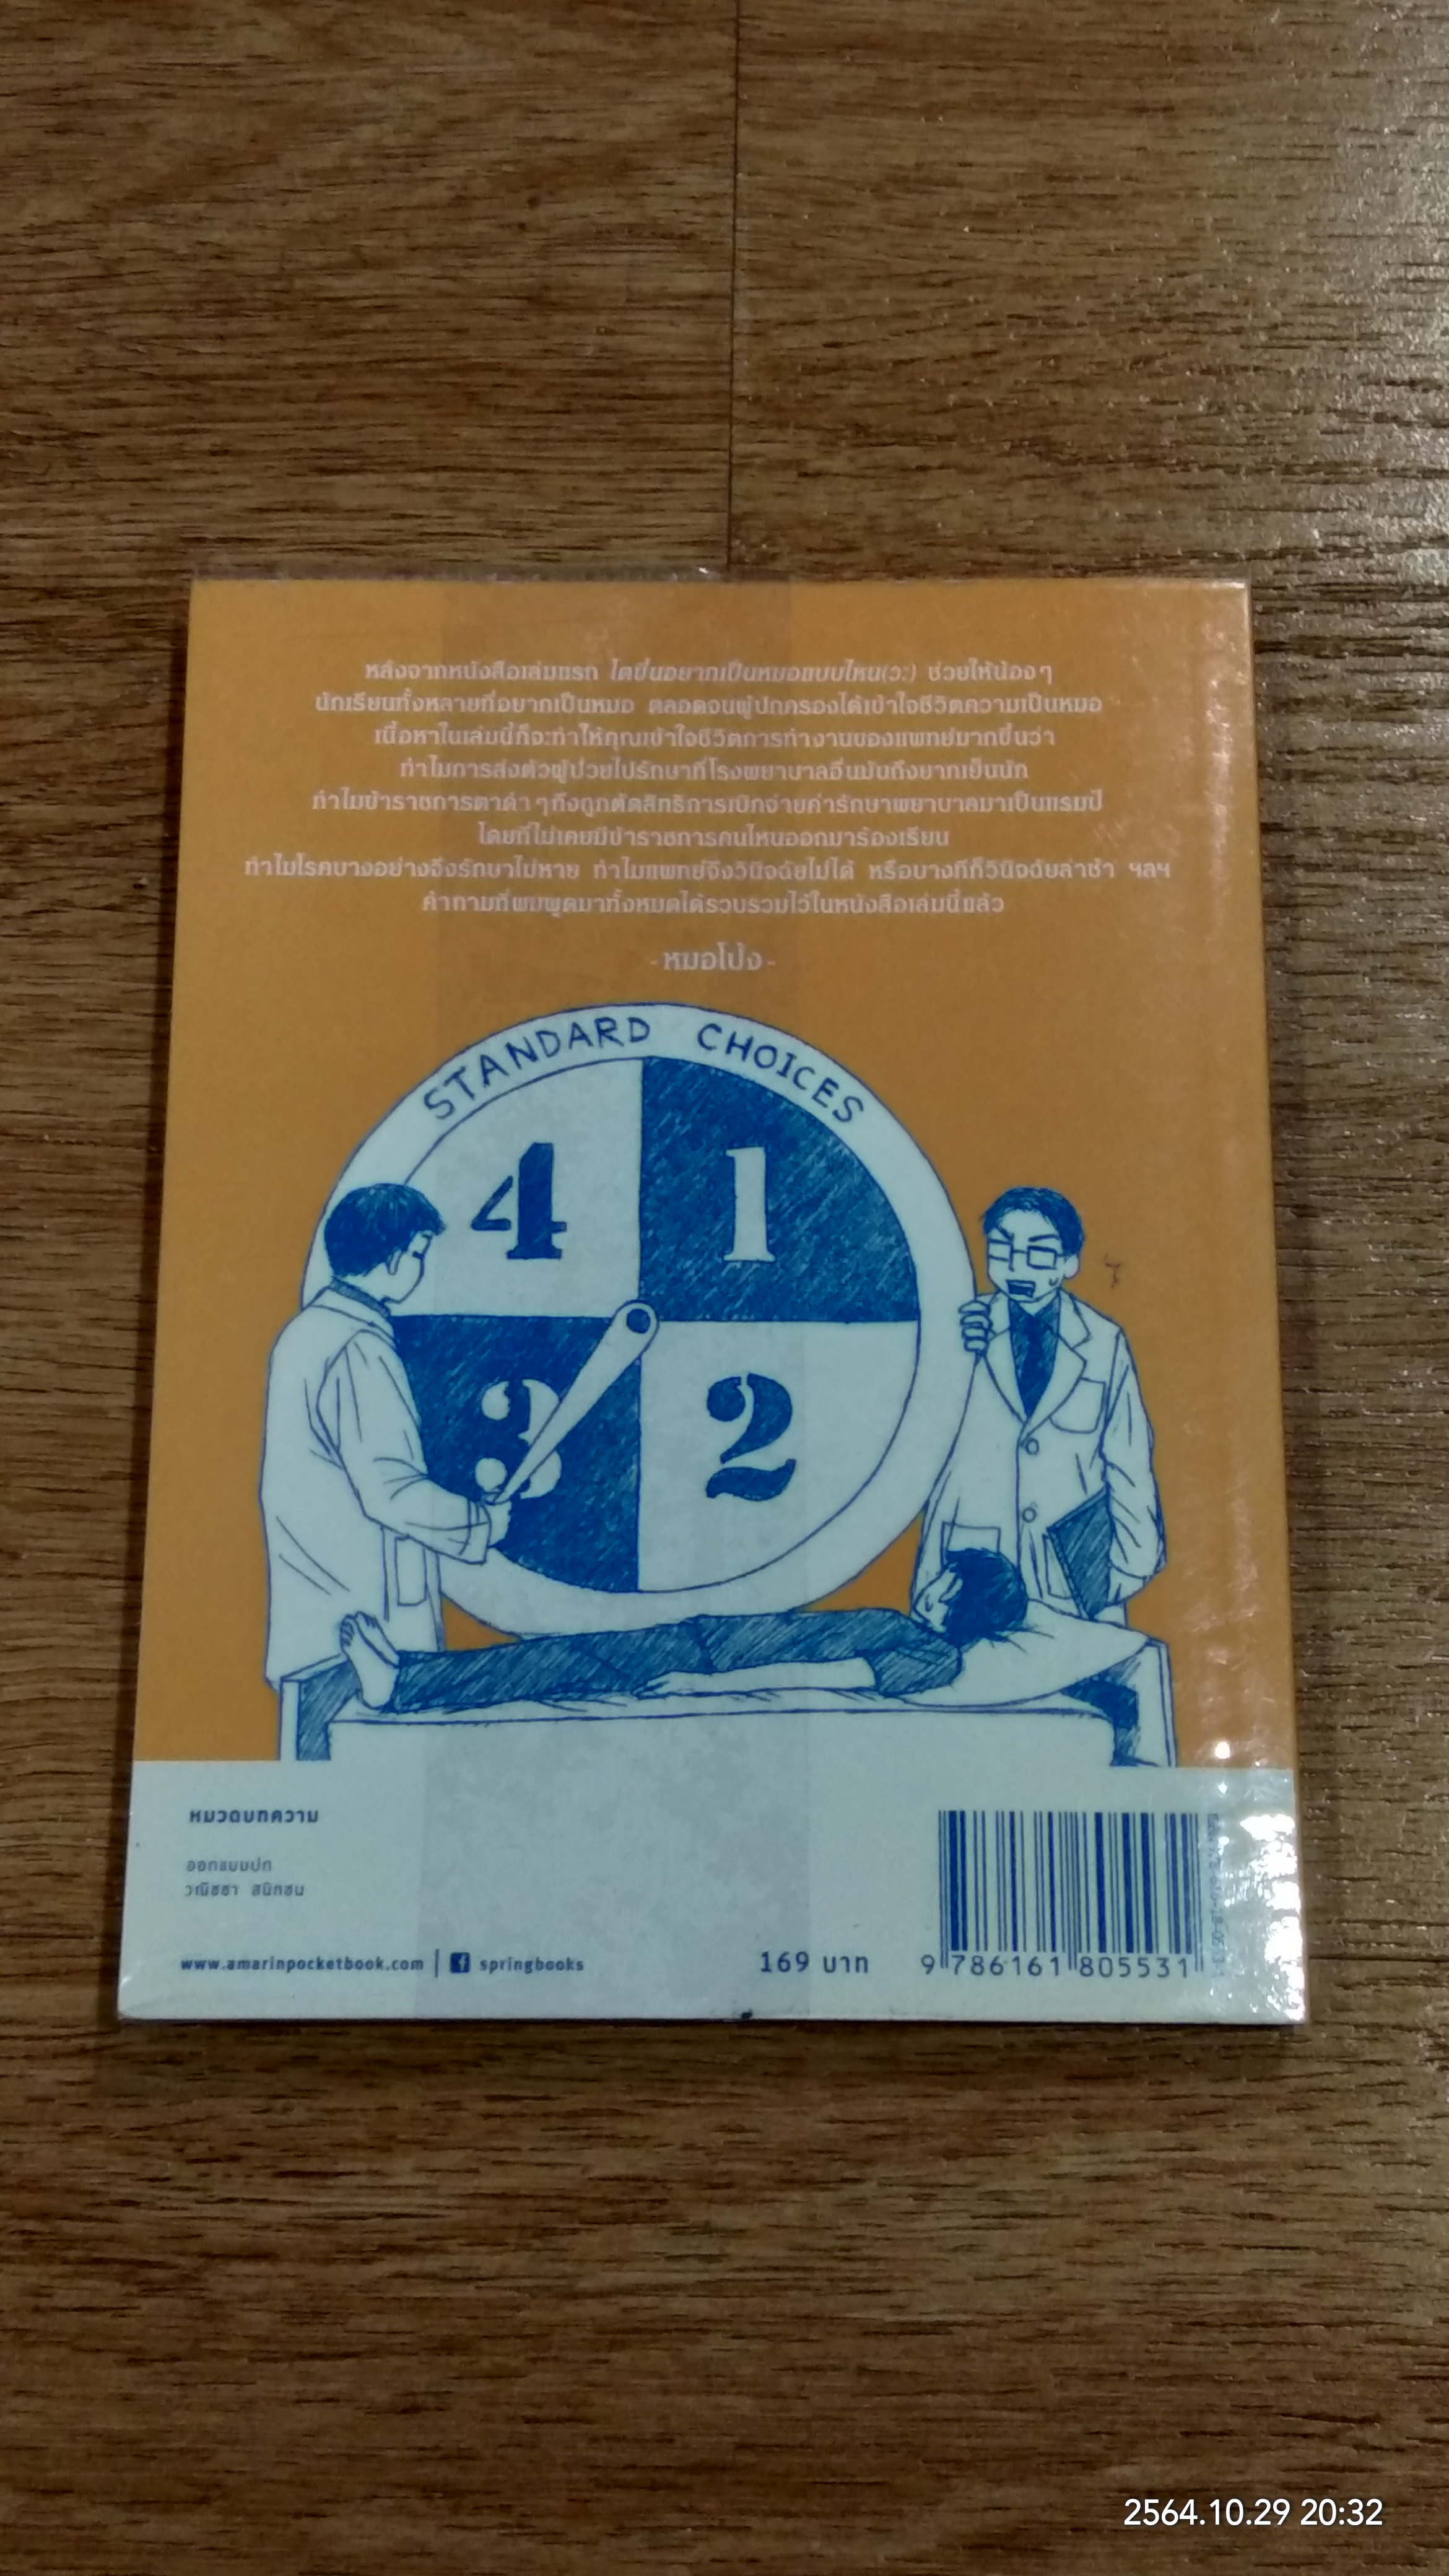 หลังจากหนังสือเล่มแรก โตขึ้นอยากเป็นหมอแบบไหน(วะ) ช่วยให้น้องๆ
นักเรียนทั้งหลายที่อยากเป็นหมอ ตลอดจนผู้ปกครองได้เข้าใจชีวิตความเป็นหมอ
เนื้อหาในเล่มนี้ก็จะทำให้คุณเข้าใจชีวิตการทำงานของแพทย์มากขึ้นว่า
ทำไมการส่งตัวผู้ป่วยไปรักษาที่โรงพยาบาลอื่นมันถึงยากเย็นนัก
ทำไมข้าราชการตาดำๆถึงถูกตัดสิทธิการเบิกจ่ายค่ารักษาพยาบาลมาเป็นแรมปี
โดยที่ไม่เคยมีข้าราชการคนไหนออกมาร้องเรียน
ทำไมโรคบางอย่างจึงรักษาไม่หาย ทำไมแพทย์จึงวินิจฉัยไม่ได้ หรือบางทีก็วินิจฉัยล่าช้า ฯลฯ
คำถามที่ผมพูดมาทั้งหมดได้รวบรวมไว้ในหนังสือเล่มนี้แล้ว
- หมอโป้ง -
STANDARD CHOICES
4 1
3 2
หมวดบทความ
ออกแบบปก
วณิชชา สนิทชน
www.amarinpocketbook.com | f springbooks
169 บาท
9 786161 805531
2564.10.29 20:32